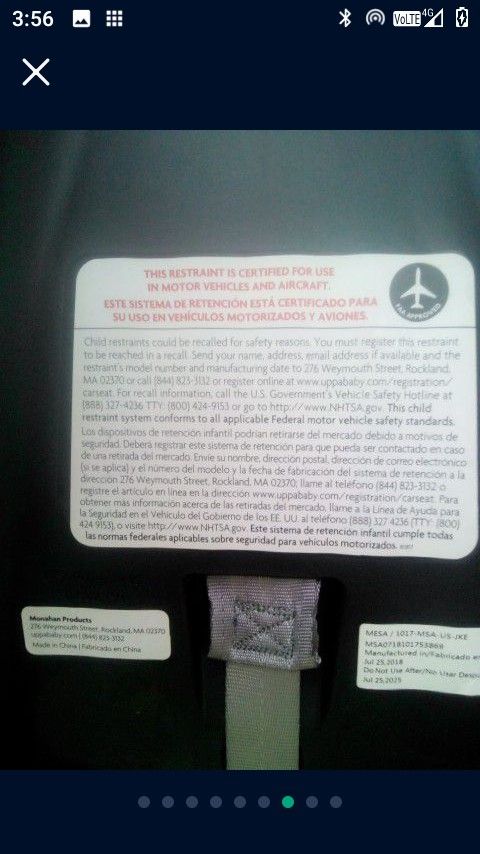 3:56
VoLTE 4G
THIS RESTRAINT IS CERTIFIED FOR USE
IN MOTOR VEHICLES AND AIRCRAFT.
ESTE SISTEMA DE RETENCIÓN ESTÁ CERTIFICADO PARA
SU USO EN VEHÍCULOS MOTORIZADOS Y AVIONES.
FAA APPROVED
Child restraints could be recalled for safety reasons. You must register this restraint
to be reached in a recall. Send your name, address, email address if available and the
restraint's model number and manufacturing date to 276 Weymouth Street, Rockland,
MA 02370 or call (844) 823-3132 or register online at www.uppababy.com/registration/
carseat. For recall information, call the U.S. Government's Vehicle Safety Hotline at
(888) 327-4236 TTY: (800) 424-9153 or go to http://www.NHTSA.gov. This child
restraint system conforms to all applicable Federal motor vehicle safety standards.
Los dispositivos de retención infantil podrían retirarse del mercado debido a motivos de
seguridad. Deberá registrar este sistema de retención para que pueda ser contactado en caso
de una retirada del mercado. Envíe su nombre, dirección postal, dirección de correo electrónico
(si se aplica) y el número del modelo y la fecha de fabricación del sistema de retención a la
dirección 276 Weymouth Street, Rockland, MA 02370; llame al teléfono (844) 823-3132 o
registre el artículo en línea en la dirección www.uppababy.com/registration/carseat. Para
obtener más información acerca de las retiradas del mercado, llame a la Línea de Ayuda para
la Seguridad en el Vehículo del Gobierno de los EE. UU. al teléfono (888) 327 4236 (TTY: (800)
424 9153), o visite http://www.NHTSA.gov. Este sistema de retención infantil cumple todas
las normas federales aplicables sobre seguridad para vehículos motorizados.
Monahan Products
276 Weymouth Street, Rockland, MA 02370
uppababy.com | (844) 823-3132
Made in China | Fabricado en China
MESA / 1017-MSA-US-JKE
MSA0718101753869
Manufactured in/Fabricado en
Jul 25,2018
Do Not Use After/No Usar Despu
Jul 25,2025